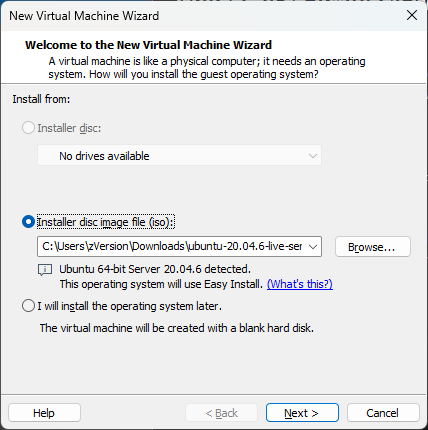 New Virtual Machine Wizard
Welcome to the New Virtual Machine Wizard
A virtual machine is like a physical computer; it needs an operating
system. How will you install the guest operating system?
Install from:
Installer disc:
No drives available
Installer disc image file (iso):
C:\Users\zVersion\Downloads\ubuntu-20.04.6-live-ser
Browse...
Ubuntu 64-bit Server 20.04.6 detected.
This operating system will use Easy Install. (What's this?)
I will install the operating system later.
The virtual machine will be created with a blank hard disk.
Help
< Back
Next >
Cancel